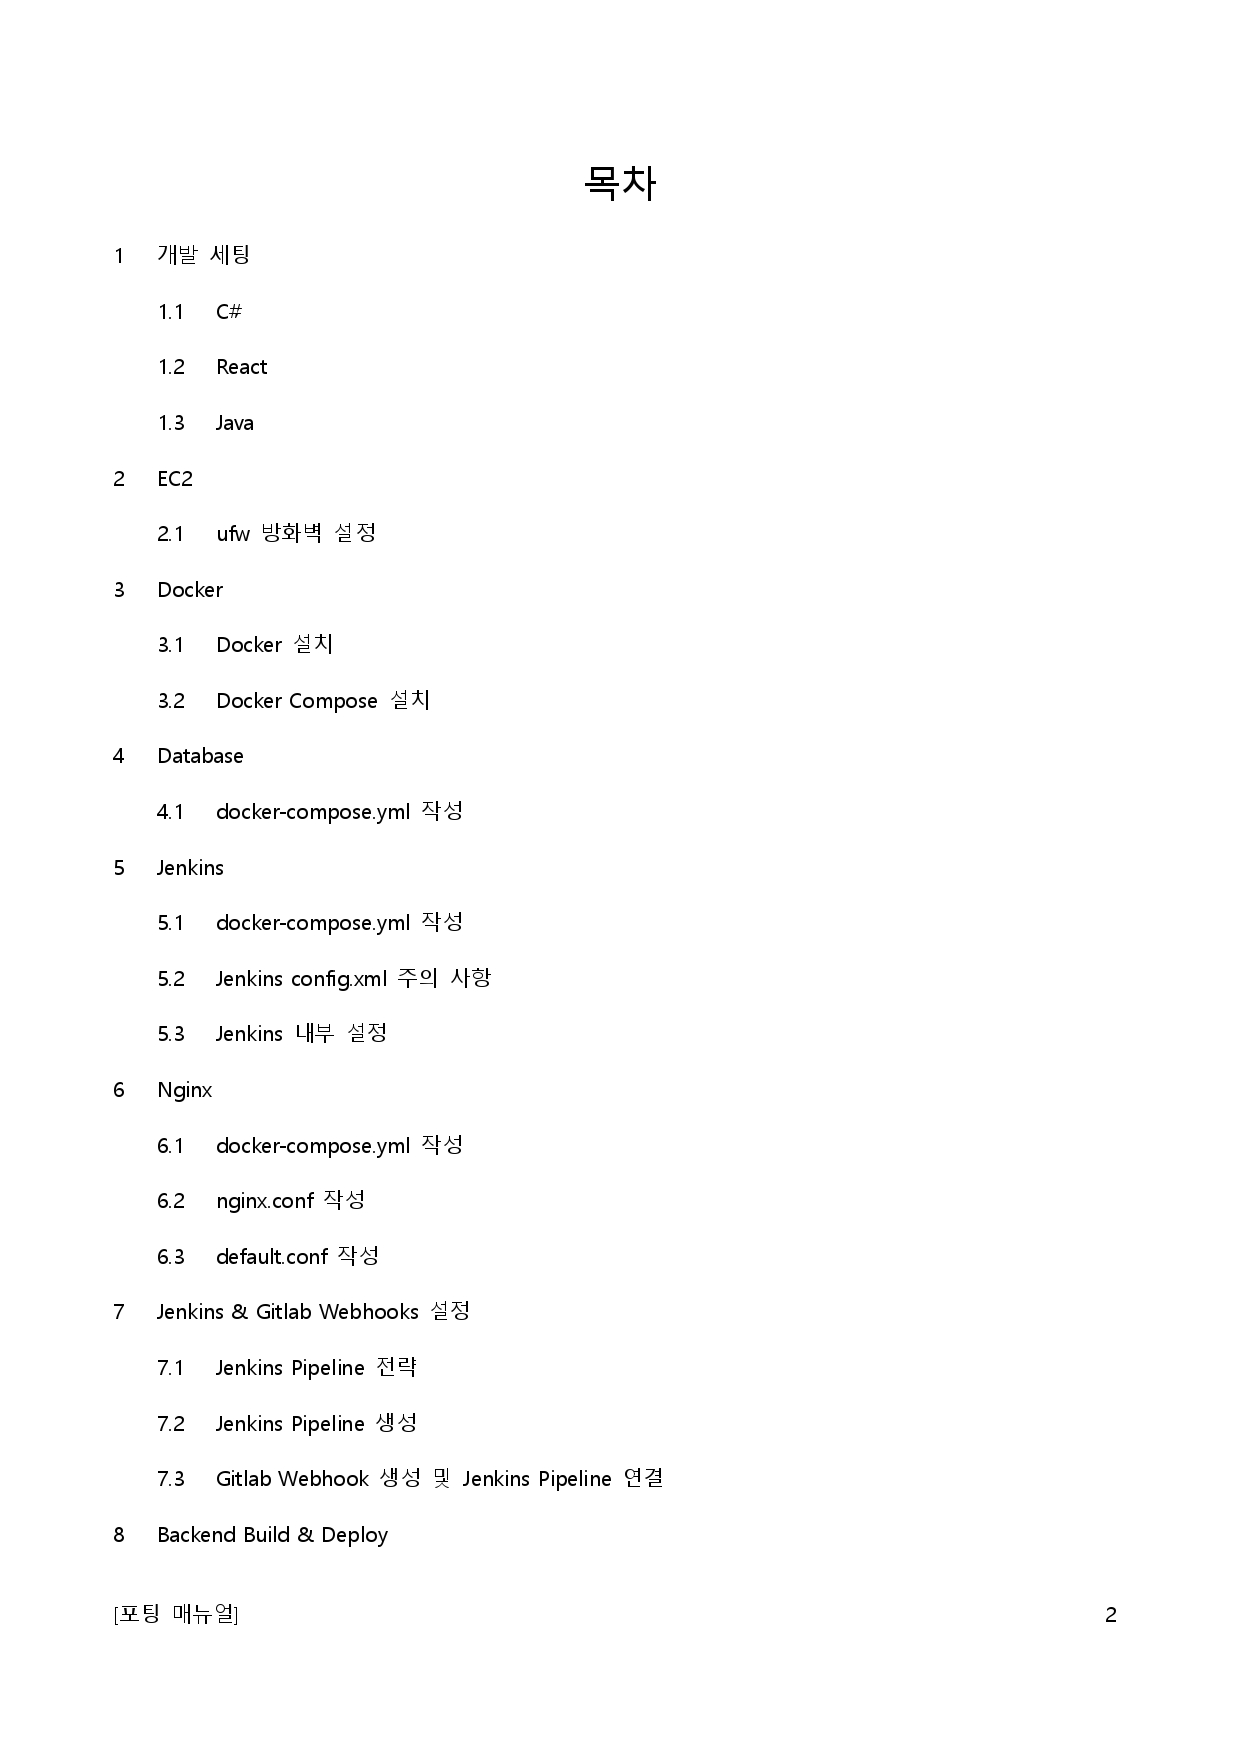 목차
1 개발 세팅
1.1 C#
1.2 React
1.3 Java
2 EC2
2.1 ufw 방화벽 설정
3 Docker
3.1 Docker 설치
3.2 Docker Compose 설치
4 Database
4.1 docker-compose.yml 작성
5 Jenkins
5.1 docker-compose.yml 작성
5.2 Jenkins config.xml 주의 사항
5.3 Jenkins 내부 설정
6 Nginx
6.1 docker-compose.yml 작성
6.2 nginx.conf 작성
6.3 default.conf 작성
7 Jenkins & Gitlab Webhooks 설정
7.1 Jenkins Pipeline 전략
7.2 Jenkins Pipeline 생성
7.3 Gitlab Webhook 생성 및 Jenkins Pipeline 연결
8 Backend Build & Deploy
[포팅 매뉴얼] 2